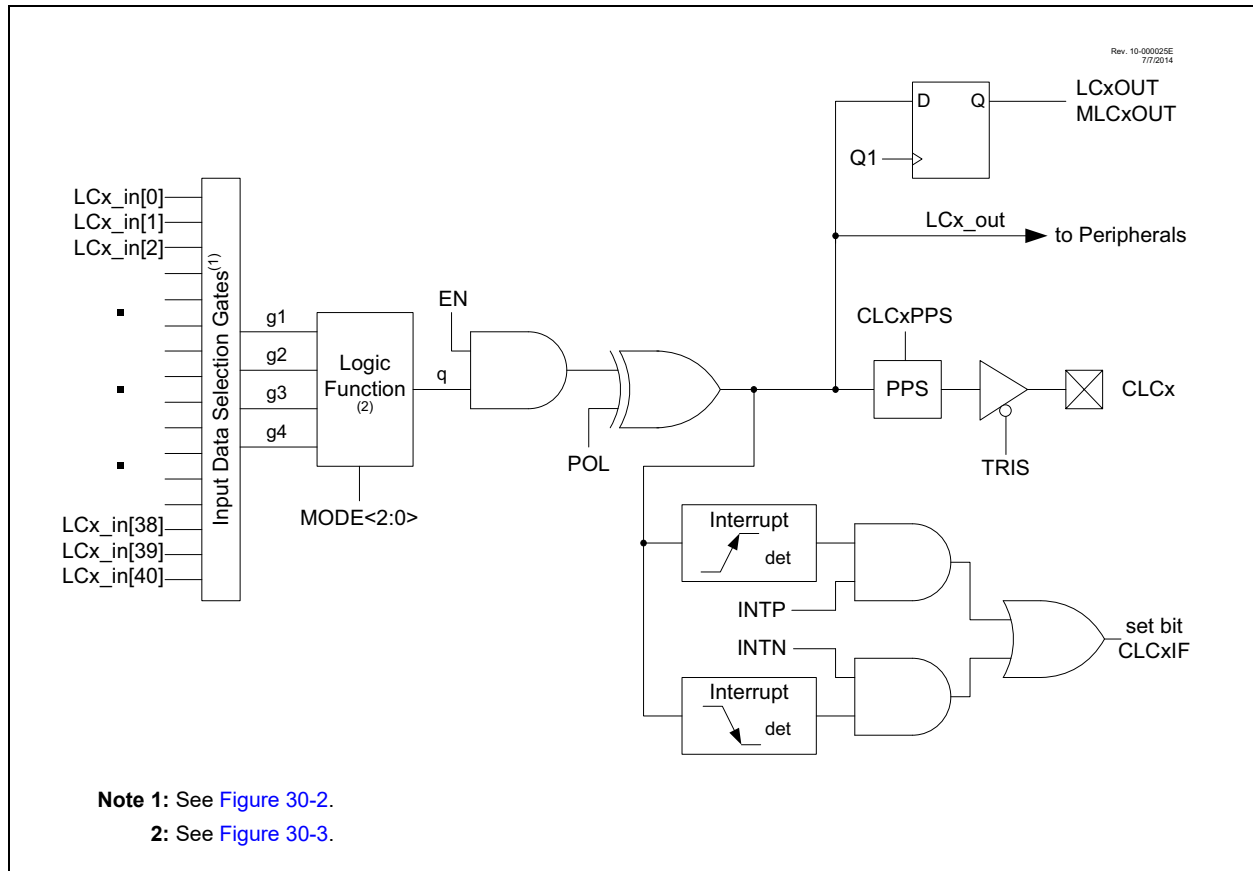 Rev. 10-000025E
7/7/2014
LCx_in[0]
LCx_in[1]
LCx_in[2]
LCx_in[38]
LCx_in[39]
LCx_in[40]
Input Data Selection Gates(1)
g1
g2
g3
g4
Logic
Function
(2)
MODE<2:0>
q
EN
POL
D Q
Q1
LCxOUT
MLCxOUT
LCx_out
to Peripherals
CLCxPPS
PPS
TRIS
CLCx
Interrupt
det
INTP
INTN
Interrupt
det
set bit
CLCxIF
Note 1: See Figure 30-2.
2: See Figure 30-3.